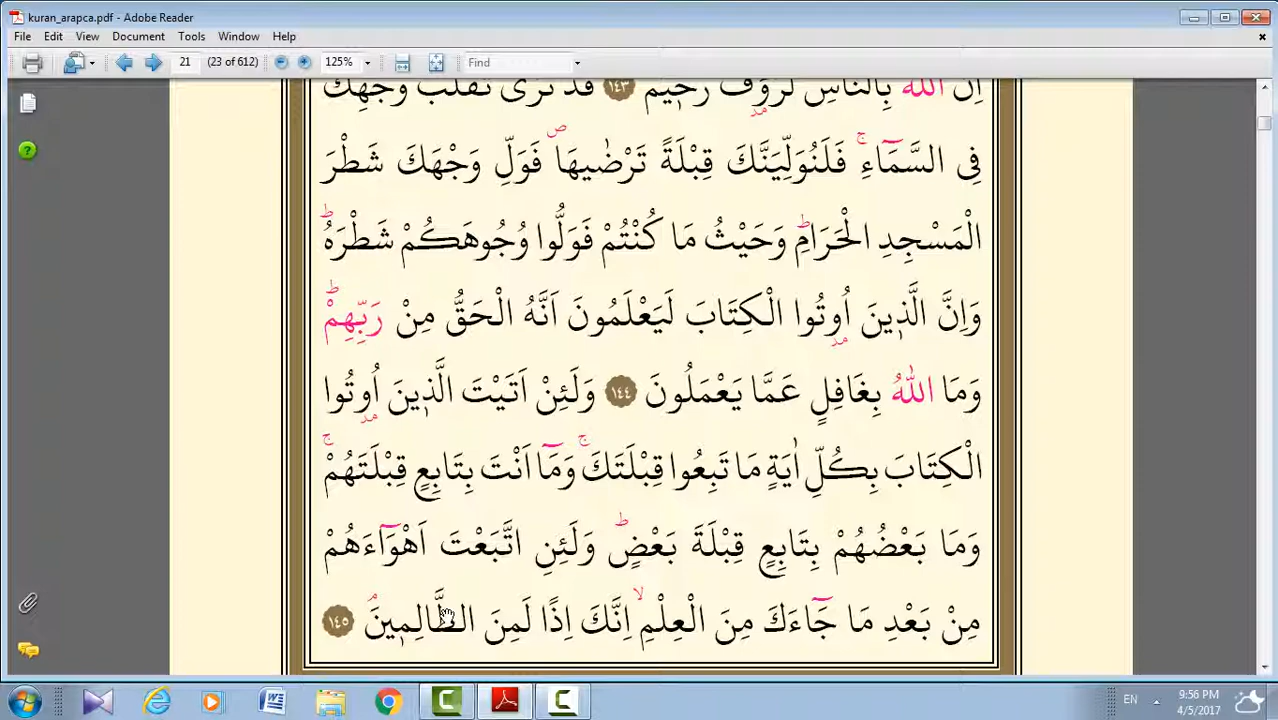 kuran_arapca.pdf - Adobe Reader
File Edit View Document Tools Window Help
21 (23 of 612) 125% Find
اِنَّ اللّٰهَ بِالنَّاسِ لَرَؤُ۫فٌ رَحٖيمٌ ١٤٣ قَدْ نَرٰى تَقَلُّبَ وَجْهِكَ
فِى السَّمَٓاءِۚ فَلَنُوَلِّيَنَّكَ قِبْلَةً تَرْضٰيهَاۖ فَوَلِّ وَجْهَكَ شَطْرَ
الْمَسْجِدِ الْحَرَامِؕ وَحَيْثُ مَا كُنْتُمْ فَوَلُّوا وُجُوهَكُمْ شَطْرَهُؕ
وَاِنَّ الَّذٖينَ اُوتُوا الْكِتَابَ لَيَعْلَمُونَ اَنَّهُ الْحَقُّ مِنْ رَبِّهِمْؕ
وَمَا اللّٰهُ بِغَافِلٍ عَمَّا يَعْمَلُونَ ١٤٤ وَلَئِنْ اَتَيْتَ الَّذٖينَ اُوتُوا
الْكِتَابَ بِكُلِّ اٰيَةٍ مَا تَبِعُوا قِبْلَتَكَۚ وَمَٓا اَنْتَ بِتَابِعٍ قِبْلَتَهُمْۚ
وَمَا بَعْضُهُمْ بِتَابِعٍ قِبْلَةَ بَعْضٍؕ وَلَئِنِ اتَّبَعْتَ اَهْوَٓاءَهُمْ
مِنْ بَعْدِ مَا جَٓاءَكَ مِنَ الْعِلْمِۙ اِنَّكَ اِذًا لَمِنَ الظَّالِمٖينَۘ ١٤٥
EN 9:56 PM
4/5/2017